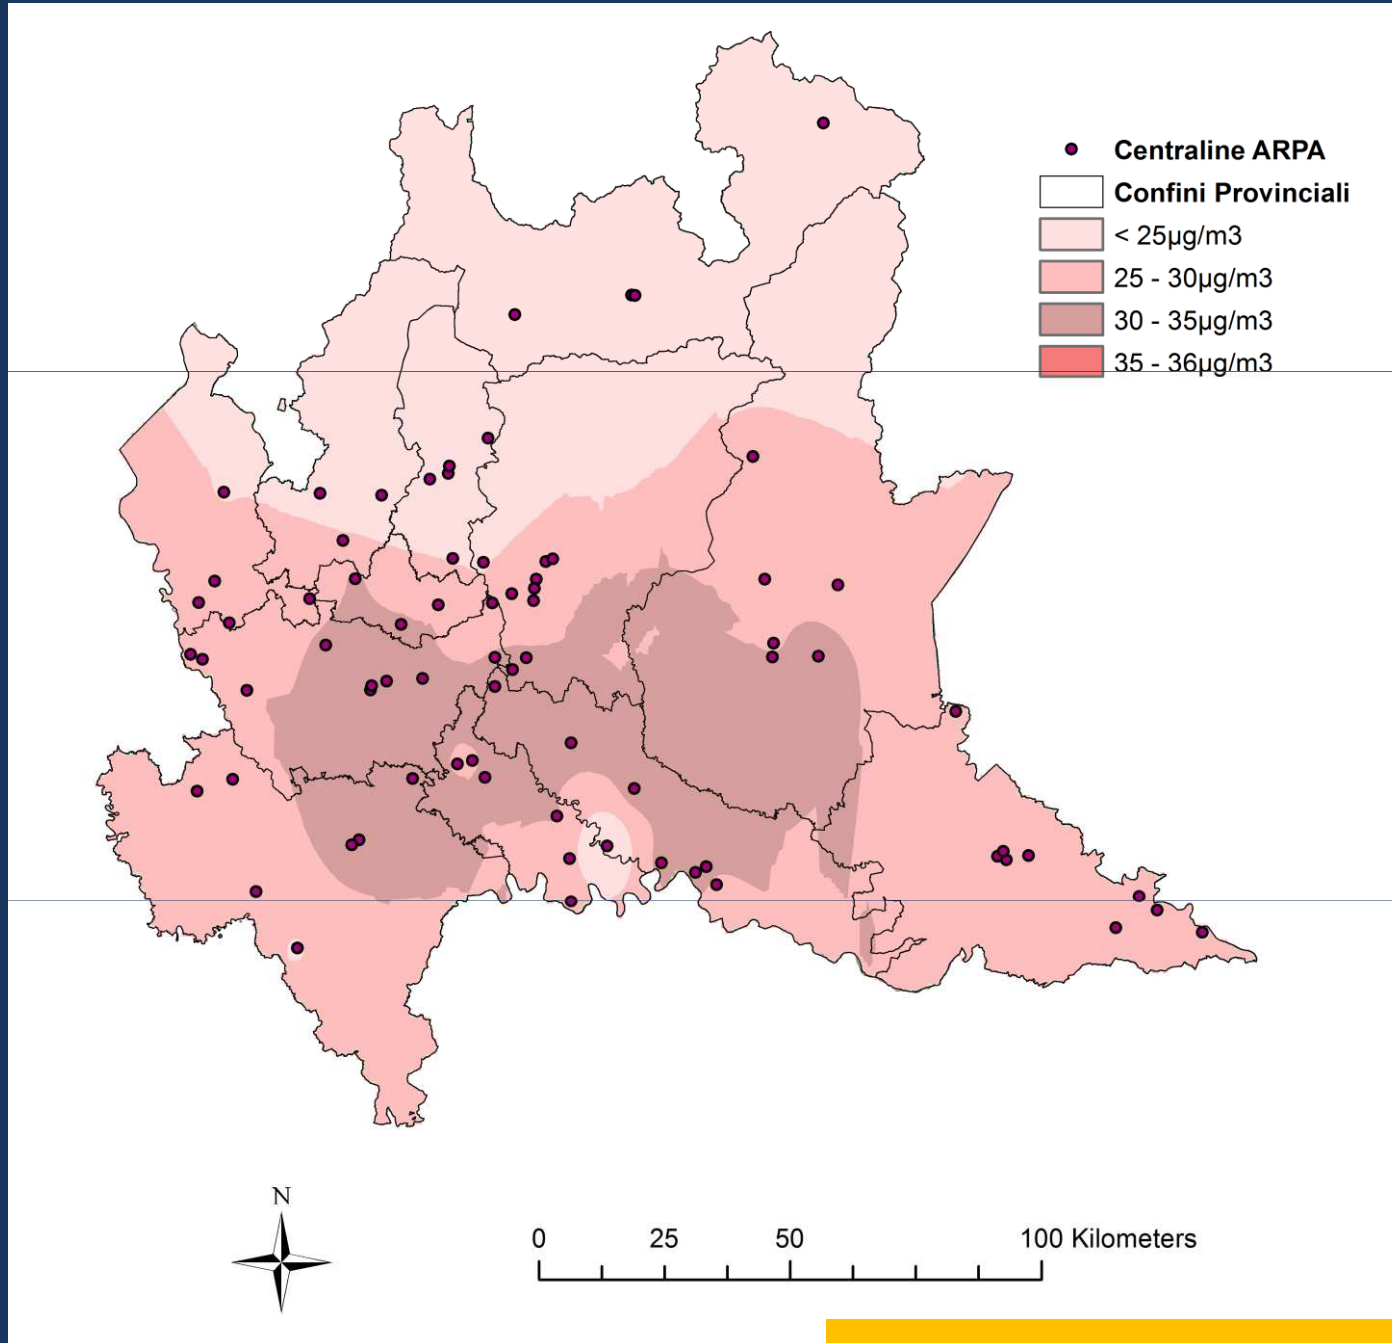 Centraline ARPA
Confini Provinciali
< 25µg/m3
25 - 30µg/m3
30 - 35µg/m3
35 - 36µg/m3
N
0 25 50 100 Kilometers